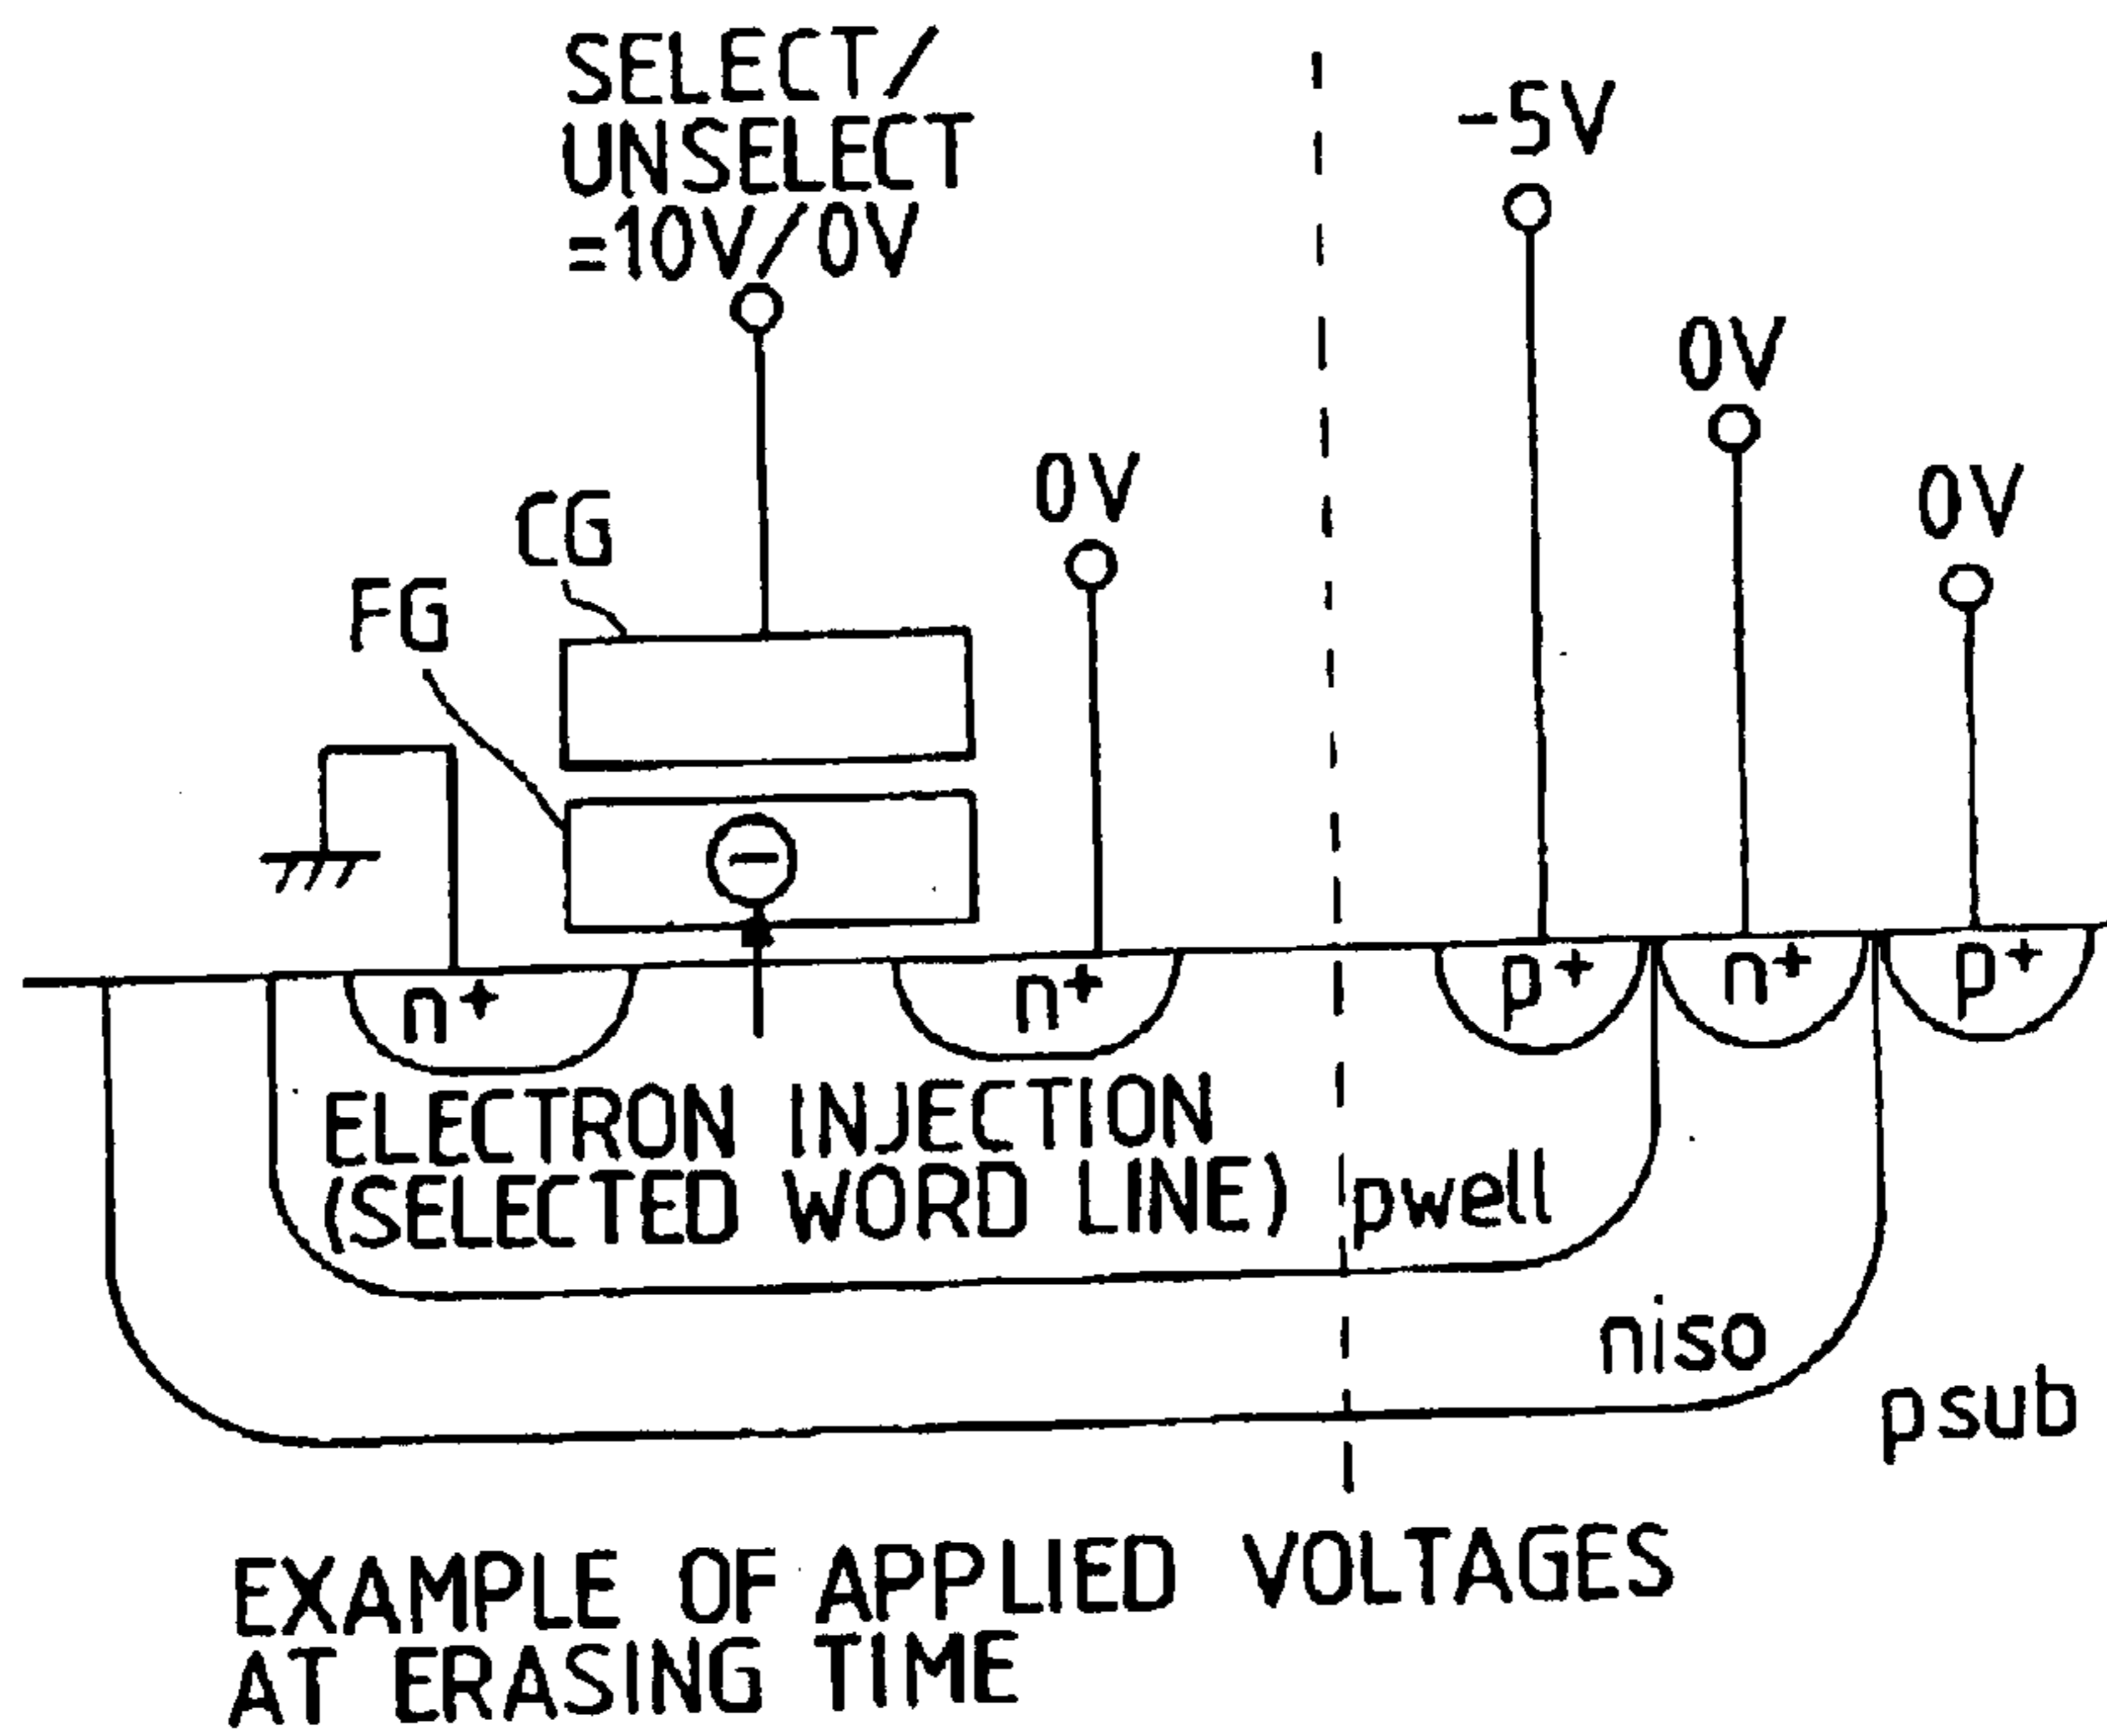 SELECT/
UNSELECT
=10V/0V
-5V
0V
0V
0V
CG
FG
n+
n+
p+
n+
p+
ELECTRON INJECTION
(SELECTED WORD LINE)
pwell
niso
psub
EXAMPLE OF APPLIED VOLTAGES
AT ERASING TIME